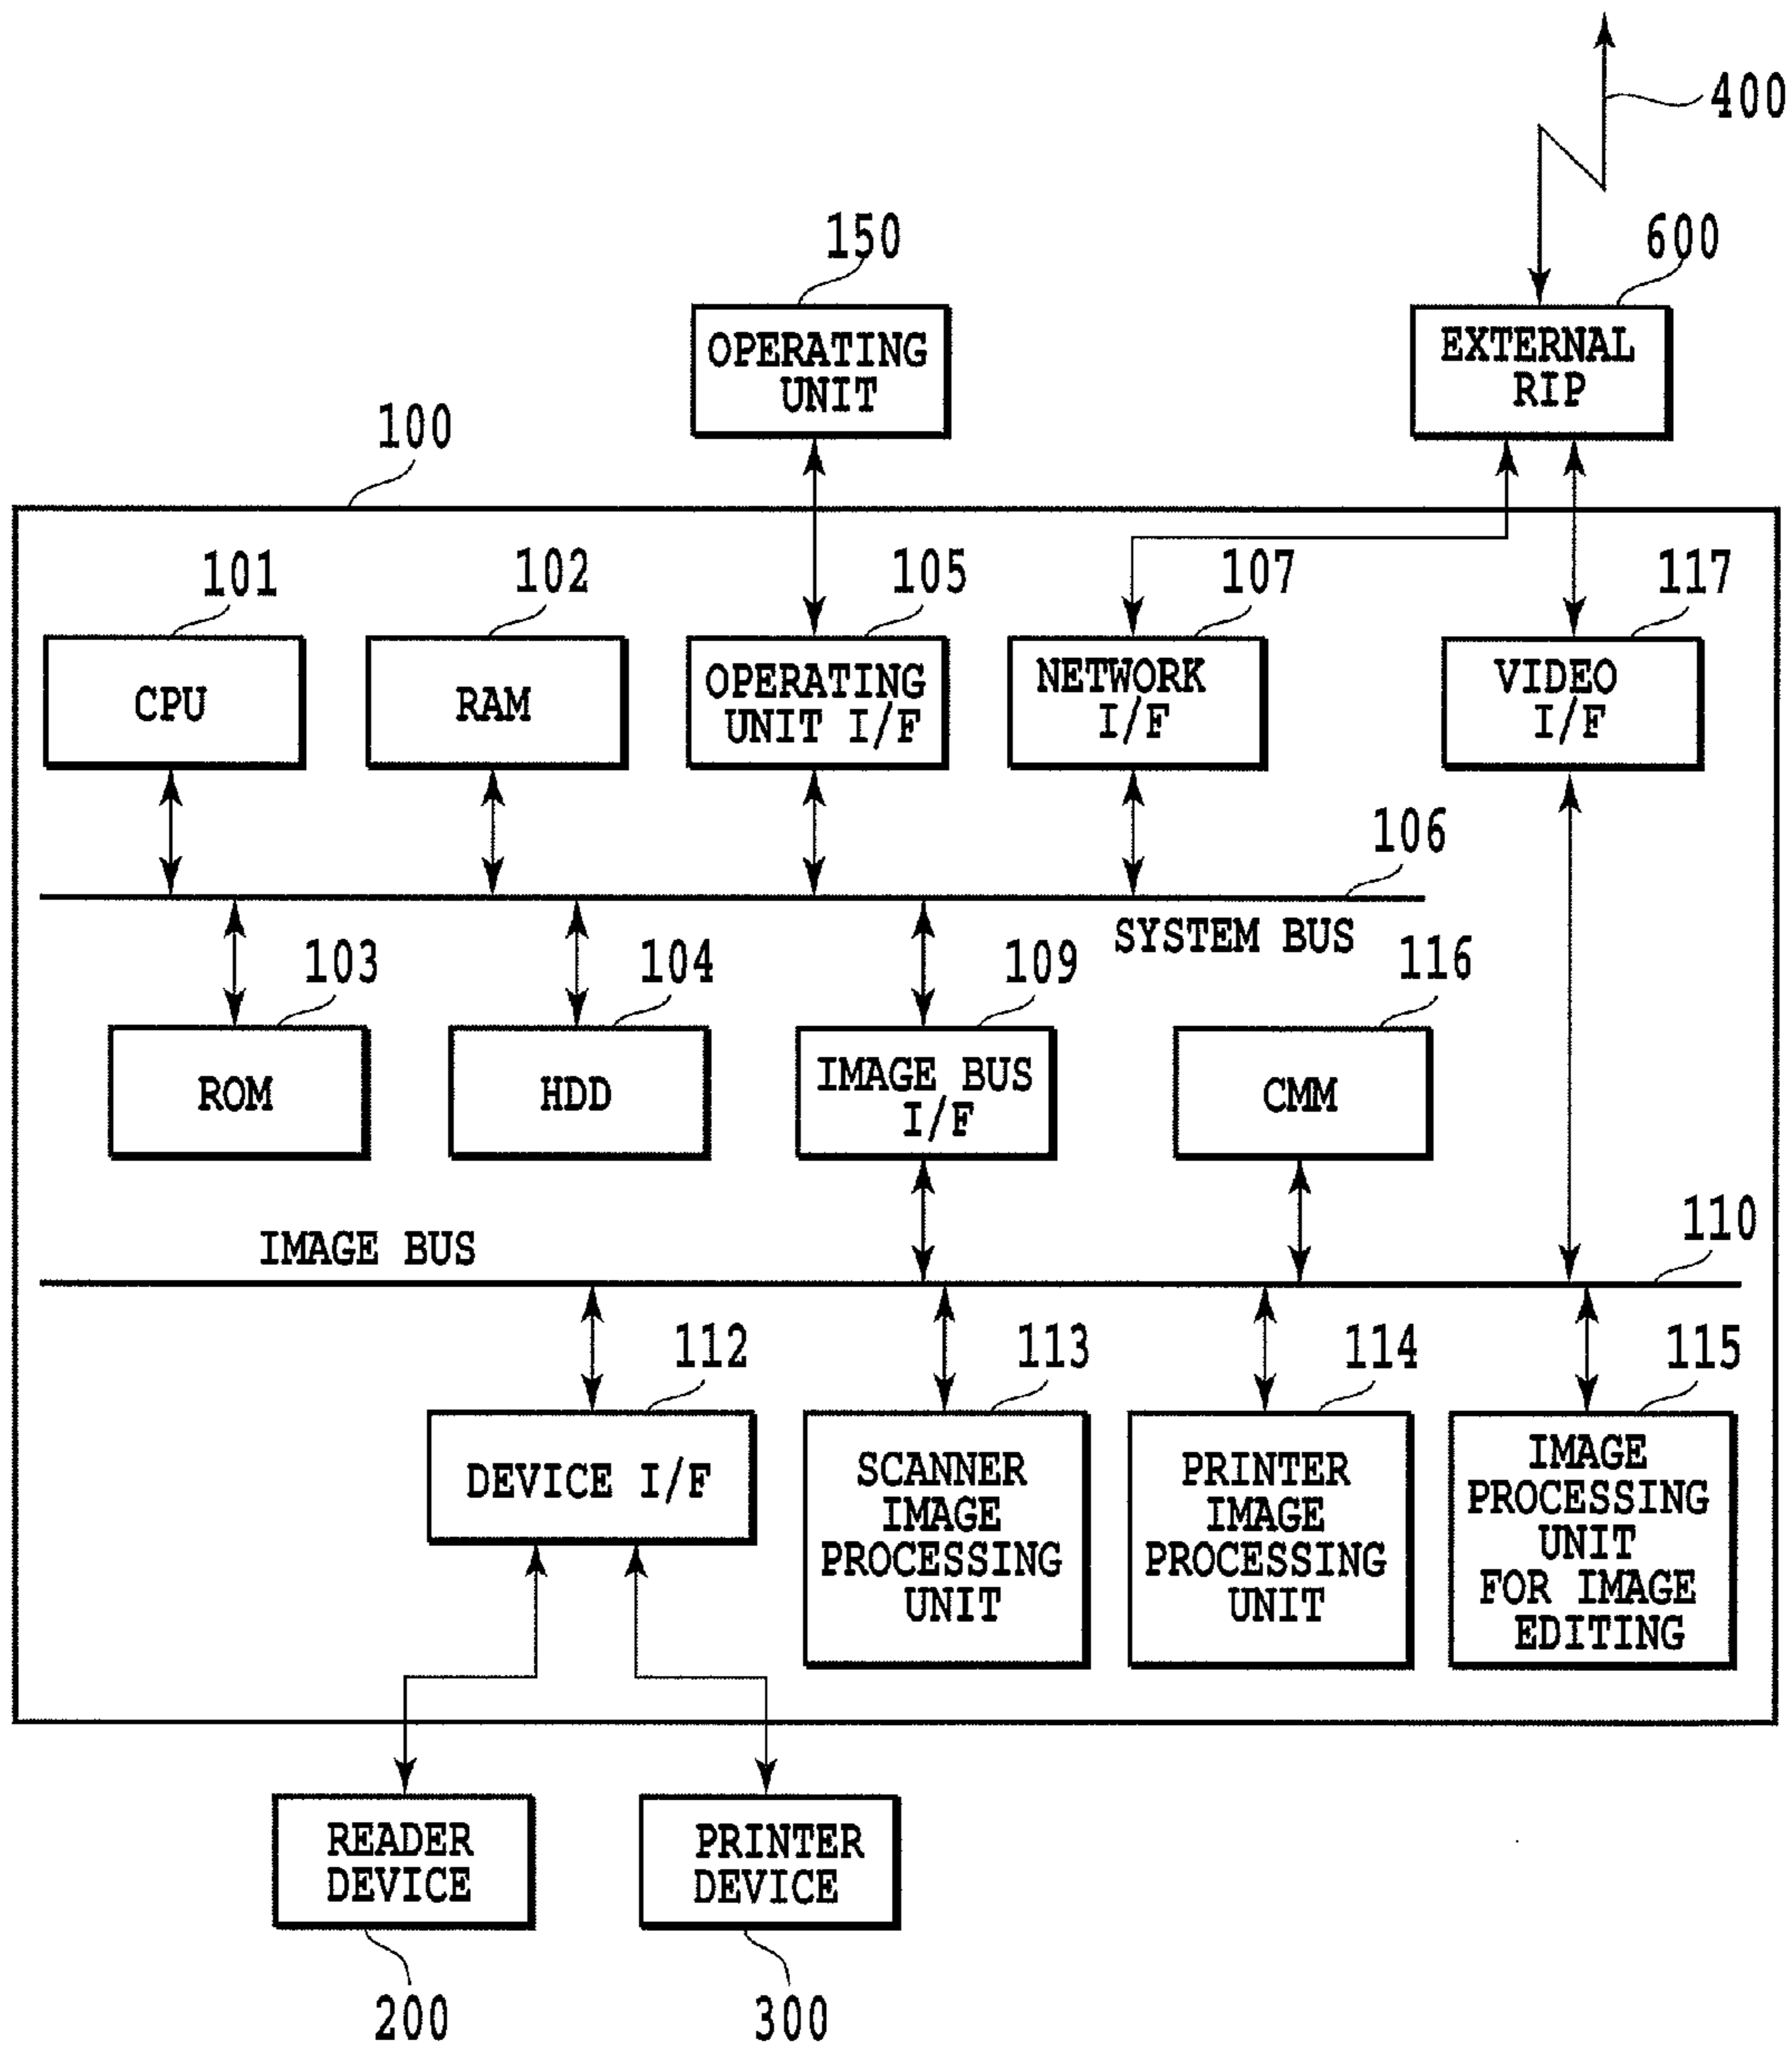 400
150
600
OPERATING
UNIT
EXTERNAL
RIP
100
101
102
105
107
117
CPU
RAM
OPERATING
UNIT I/F
NETWORK
I/F
VIDEO
I/F
106
SYSTEM BUS
103
104
109
116
ROM
HDD
IMAGE BUS
I/F
CMM
IMAGE BUS
110
112
113
114
115
DEVICE I/F
SCANNER
IMAGE
PROCESSING
UNIT
PRINTER
IMAGE
PROCESSING
UNIT
IMAGE
PROCESSING
UNIT
FOR IMAGE
EDITING
READER
DEVICE
PRINTER
DEVICE
200
300